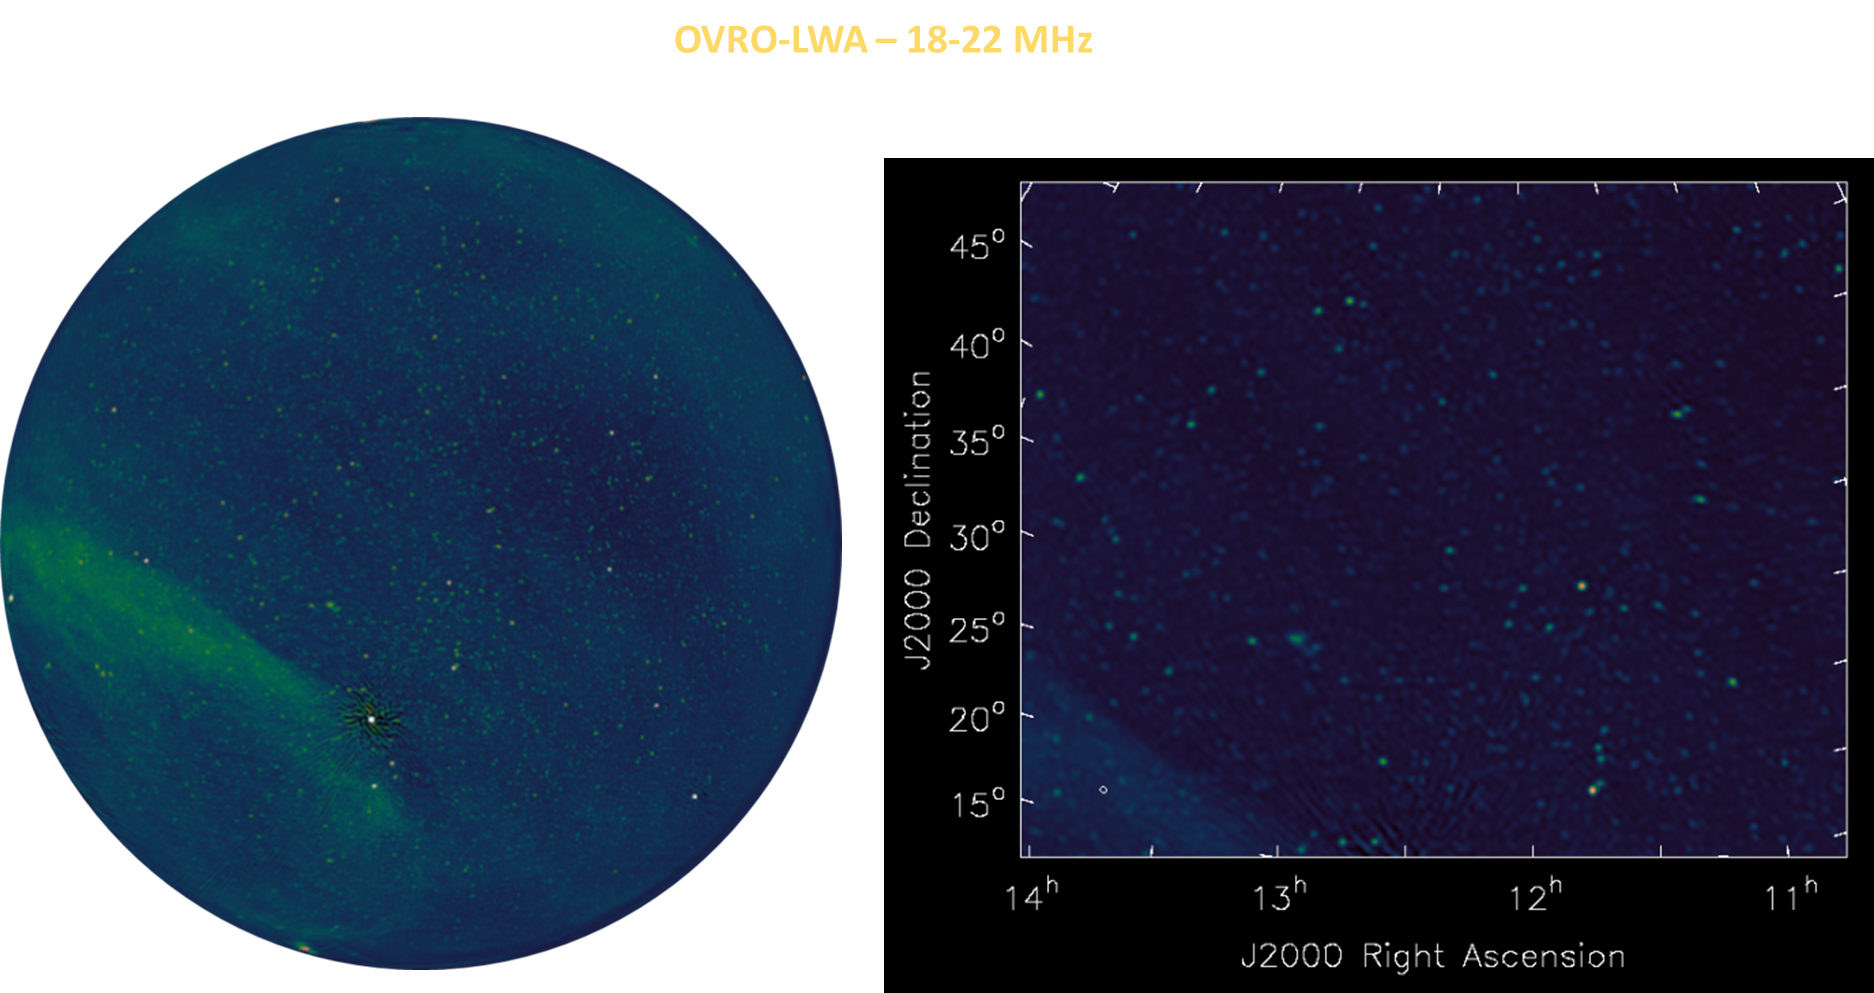 OVRO-LWA – 18-22 MHz
45°
40°
35°
30°
25°
20°
15°
J2000 Declination
14ʰ 13ʰ 12ʰ 11ʰ
J2000 Right Ascension